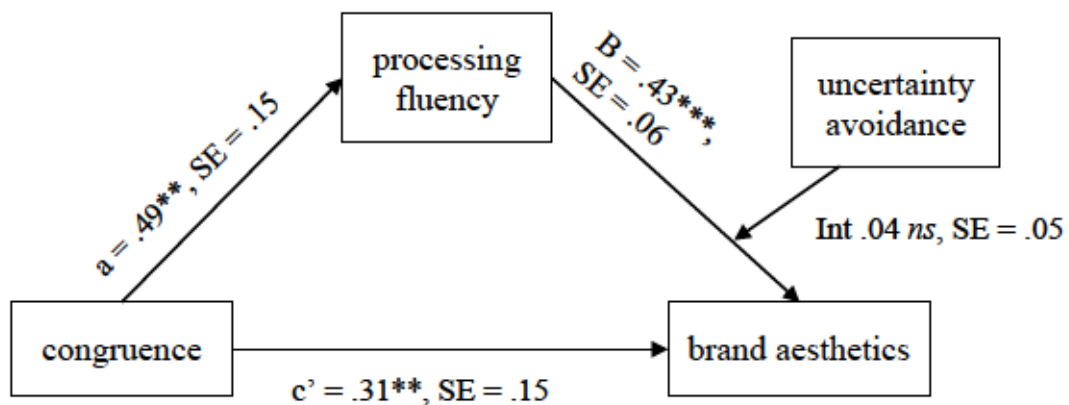 processing
fluency
B = .43***,
SE = .06
uncertainty
avoidance
a = .49**, SE = .15
Int .04 ns, SE = .05
congruence
brand aesthetics
c’ = .31**, SE = .15